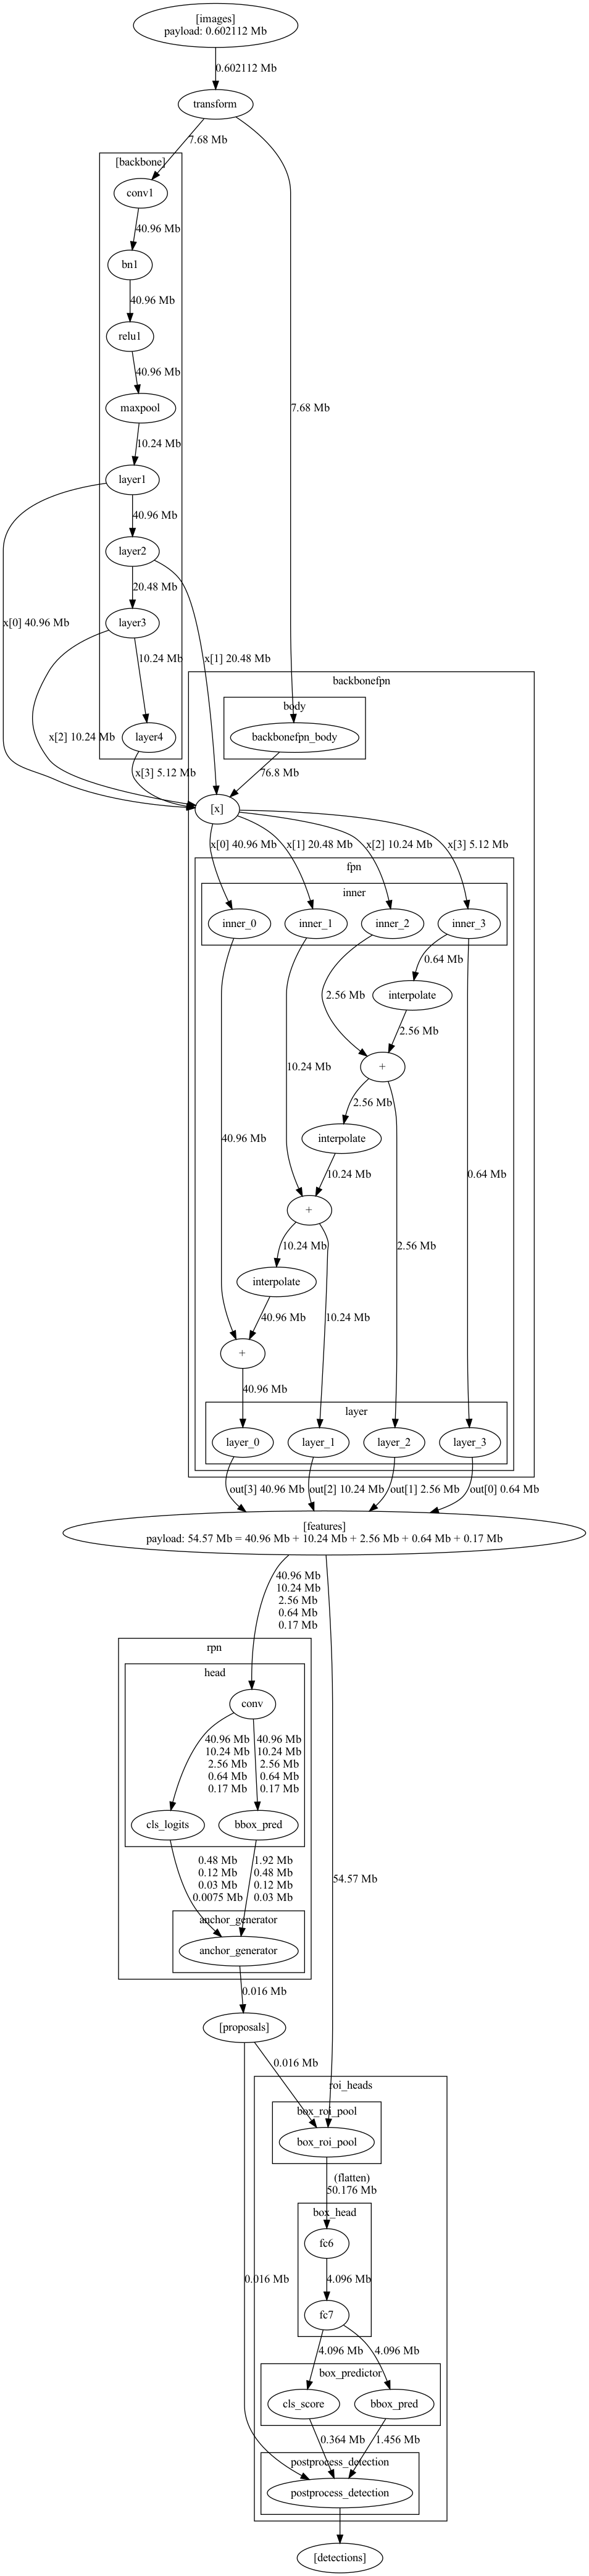 [images]
payload: 0.602112 Mb
0.602112 Mb
transform
7.68 Mb
[backbone]
conv1
40.96 Mb
bn1
40.96 Mb
relu1
40.96 Mb
7.68 Mb
maxpool
10.24 Mb
layer1
40.96 Mb
layer2
20.48 Mb
x[0] 40.96 Mb
layer3
10.24 Mb
x[1] 20.48 Mb
backbonefpn
body
x[2] 10.24 Mb
layer4
backbonefpn_body
x[3] 5.12 Mb
76.8 Mb
[x]
x[0] 40.96 Mb
x[1] 20.48 Mb
x[2] 10.24 Mb
x[3] 5.12 Mb
fpn
inner
inner_0
inner_1
inner_2
inner_3
0.64 Mb
2.56 Mb
interpolate
2.56 Mb
10.24 Mb
+
2.56 Mb
40.96 Mb
interpolate
10.24 Mb
0.64 Mb
+
10.24 Mb
2.56 Mb
interpolate
40.96 Mb
10.24 Mb
+
40.96 Mb
layer
layer_0
layer_1
layer_2
layer_3
out[3] 40.96 Mb
out[2] 10.24 Mb
out[1] 2.56 Mb
out[0] 0.64 Mb
[features]
payload: 54.57 Mb = 40.96 Mb + 10.24 Mb + 2.56 Mb + 0.64 Mb + 0.17 Mb
40.96 Mb
10.24 Mb
2.56 Mb
0.64 Mb
0.17 Mb
rpn
head
conv
40.96 Mb
10.24 Mb
2.56 Mb
0.64 Mb
0.17 Mb
40.96 Mb
10.24 Mb
2.56 Mb
0.64 Mb
0.17 Mb
cls_logits
bbox_pred
0.48 Mb
0.12 Mb
0.03 Mb
0.0075 Mb
1.92 Mb
0.48 Mb
0.12 Mb
0.03 Mb
54.57 Mb
anchor_generator
anchor_generator
0.016 Mb
[proposals]
0.016 Mb
roi_heads
box_roi_pool
box_roi_pool
(flatten)
50.176 Mb
box_head
fc6
0.016 Mb
4.096 Mb
fc7
4.096 Mb
4.096 Mb
box_predictor
cls_score
bbox_pred
0.364 Mb
1.456 Mb
postprocess_detection
postprocess_detection
[detections]